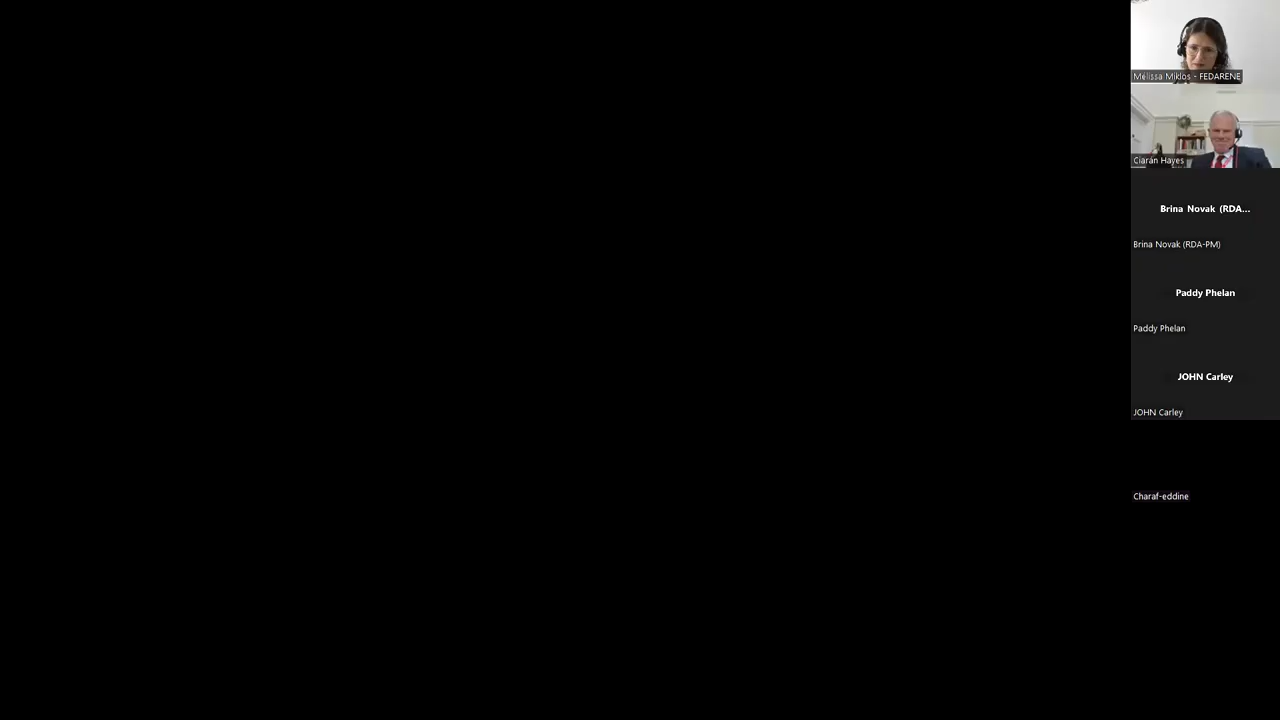 Mélissa Miklos - FEDARENE
Ciarán Hayes
Brina Novak (RDA...
Brina Novak (RDA-PM)
Paddy Phelan
Paddy Phelan
JOHN Carley
JOHN Carley
Charaf-eddine